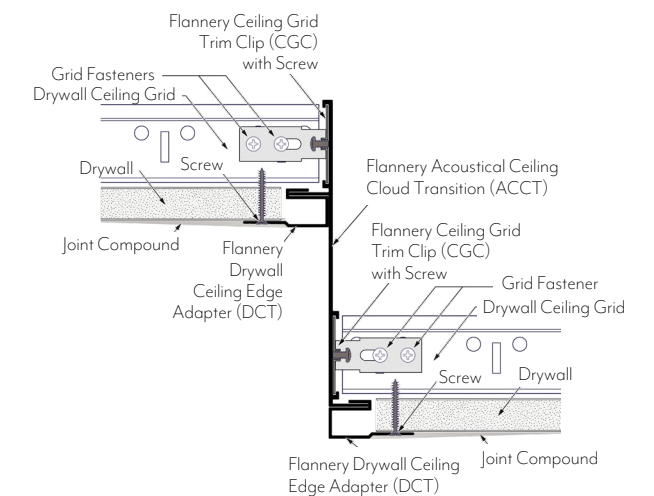 Flannery Ceiling Grid
Trim Clip (CGC)
with Screw
Grid Fasteners
Drywall Ceiling Grid
Drywall
Screw
Joint Compound
Flannery
Drywall
Ceiling Edge
Adapter (DCT)
Flannery Acoustical Ceiling
Cloud Transition (ACCT)
Flannery Ceiling Grid
Trim Clip (CGC)
with Screw
Grid Fastener
Drywall Ceiling Grid
Screw
Drywall
Joint Compound
Flannery Drywall Ceiling
Edge Adapter (DCT)